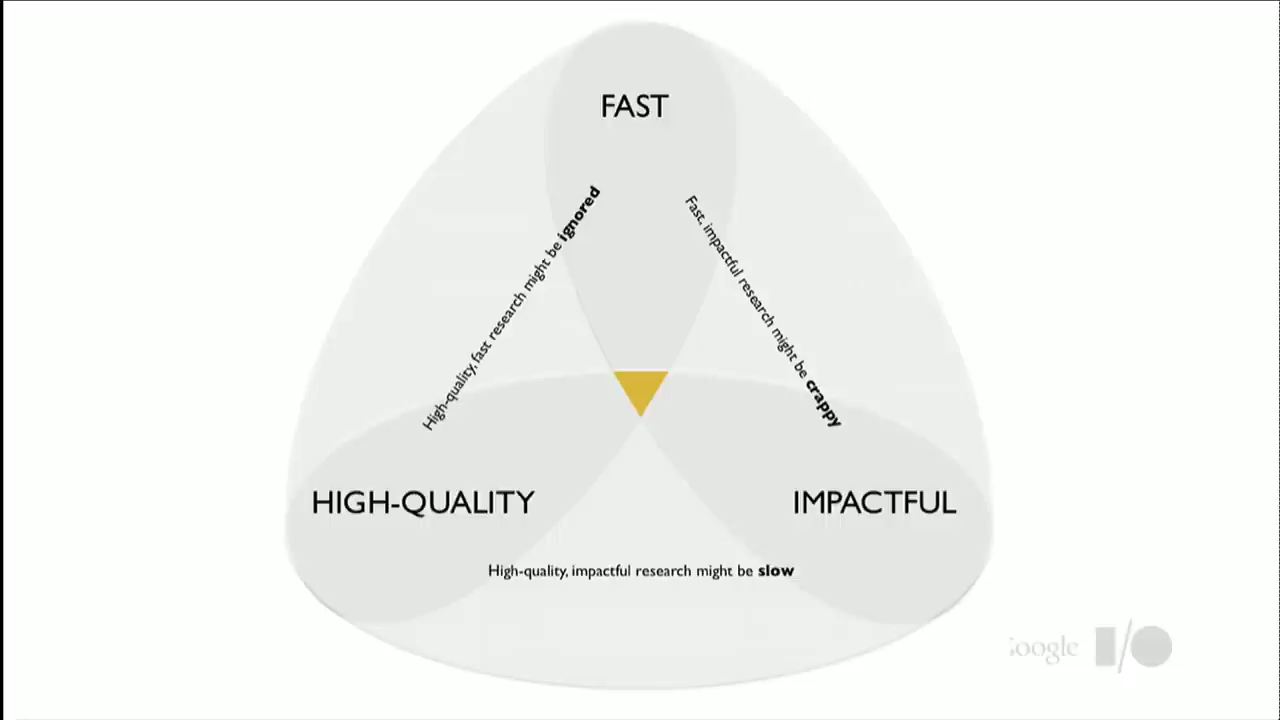 FAST
High-quality, fast research might be ignored
Fast, impactful research might be crappy
HIGH-QUALITY
IMPACTFUL
High-quality, impactful research might be slow
Google I/O